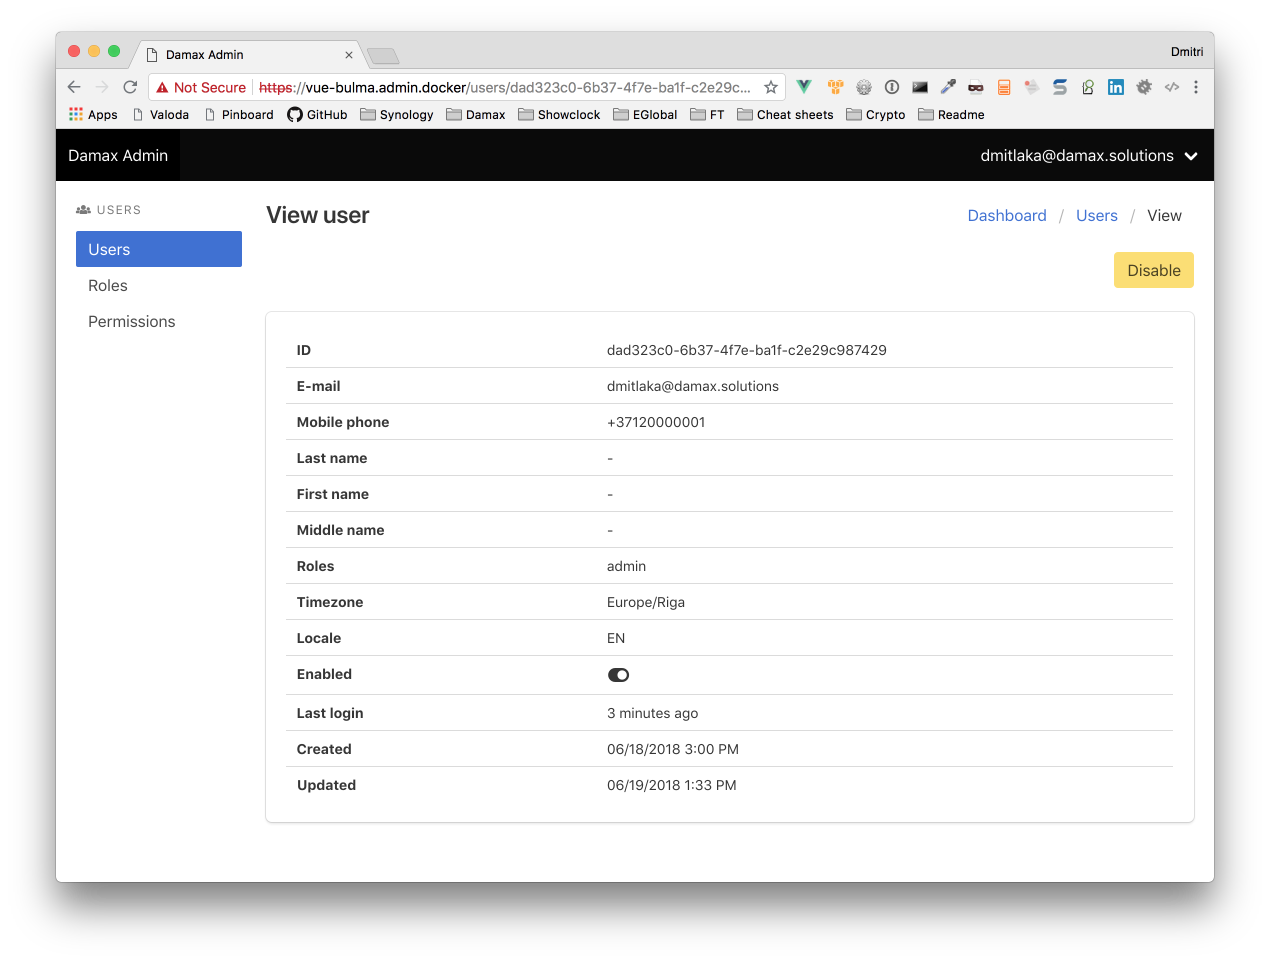 Damax Admin
Dmitri
Not Secure https://vue-bulma.admin.docker/users/dad323c0-6b37-4f7e-ba1f-c2e29c...
Apps Valoda Pinboard GitHub Synology Damax Showclock EGlobal FT Cheat sheets Crypto Readme
Damax Admin dmitlaka@damax.solutions
USERS
Users
Roles
Permissions
View user
Dashboard / Users / View
Disable
ID dad323c0-6b37-4f7e-ba1f-c2e29c987429
E-mail dmitlaka@damax.solutions
Mobile phone +37120000001
Last name -
First name -
Middle name -
Roles admin
Timezone Europe/Riga
Locale EN
Enabled
Last login 3 minutes ago
Created 06/18/2018 3:00 PM
Updated 06/19/2018 1:33 PM